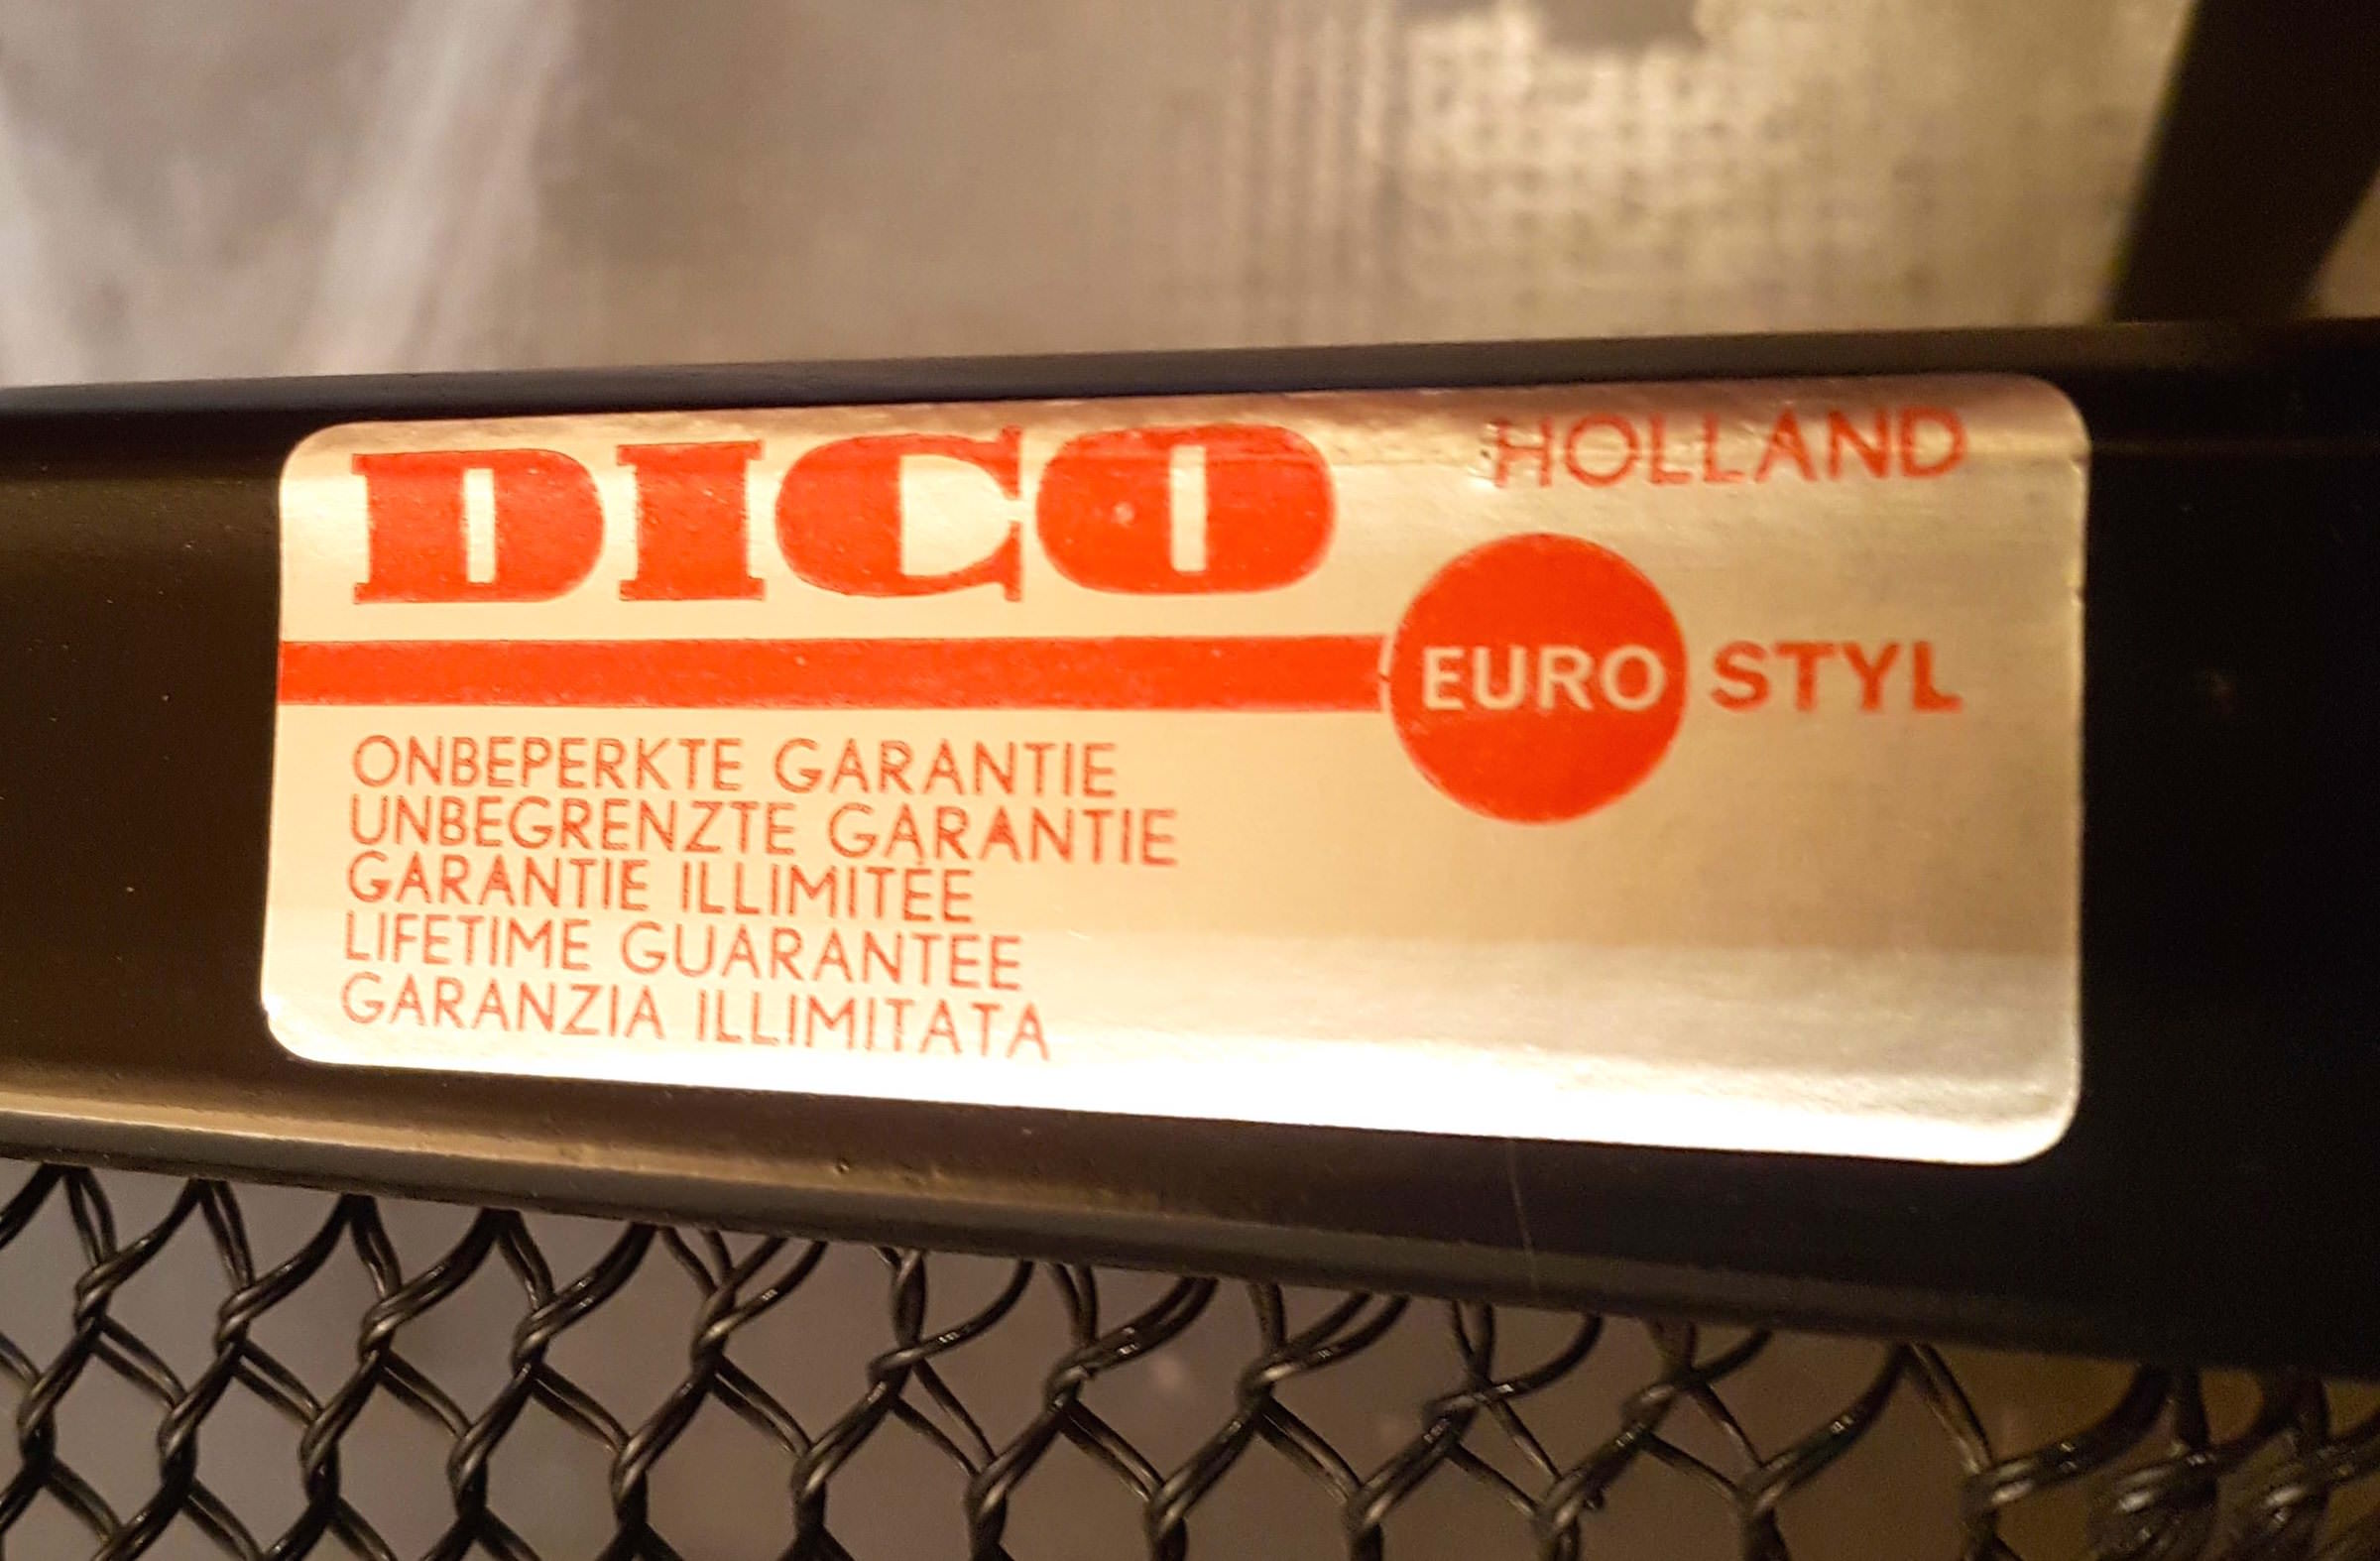 DICO HOLLAND
EURO STYL
ONBEPERKTE GARANTIE
UNBEGRENZTE GARANTIE
GARANTIE ILLIMITÉE
LIFETIME GUARANTEE
GARANZIA ILLIMITATA